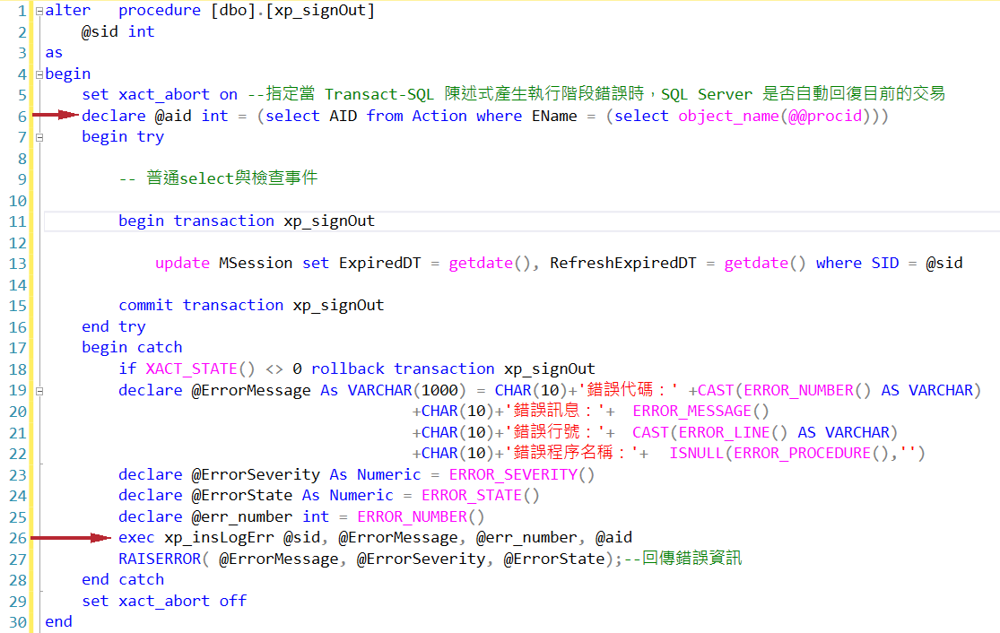 1 alter   procedure [dbo].[xp_signOut]
2     @sid int
3 as
4 begin
5     set xact_abort on --指定當 Transact-SQL 陳述式產生執行階段錯誤時，SQL Server 是否自動回復目前的交易
6     declare @aid int = (select AID from Action where EName = (select object_name(@@procid)))
7     begin try
8
9         -- 普通select與檢查事件
10
11         begin transaction xp_signOut
12
13             update MSession set ExpiredDT = getdate(), RefreshExpiredDT = getdate() where SID = @sid
14
15         commit transaction xp_signOut
16     end try
17     begin catch
18         if XACT_STATE() <> 0 rollback transaction xp_signOut
19         declare @ErrorMessage As VARCHAR(1000) = CHAR(10)+'錯誤代碼：' +CAST(ERROR_NUMBER() AS VARCHAR)
20                                         +CHAR(10)+'錯誤訊息：'+  ERROR_MESSAGE()
21                                         +CHAR(10)+'錯誤行號：'+  CAST(ERROR_LINE() AS VARCHAR)
22                                         +CHAR(10)+'錯誤程序名稱：'+  ISNULL(ERROR_PROCEDURE(),'')
23         declare @ErrorSeverity As Numeric = ERROR_SEVERITY()
24         declare @ErrorState As Numeric = ERROR_STATE()
25         declare @err_number int = ERROR_NUMBER()
26         exec xp_insLogErr @sid, @ErrorMessage, @err_number, @aid
27         RAISERROR( @ErrorMessage, @ErrorSeverity, @ErrorState);--回傳錯誤資訊
28     end catch
29     set xact_abort off
30 end